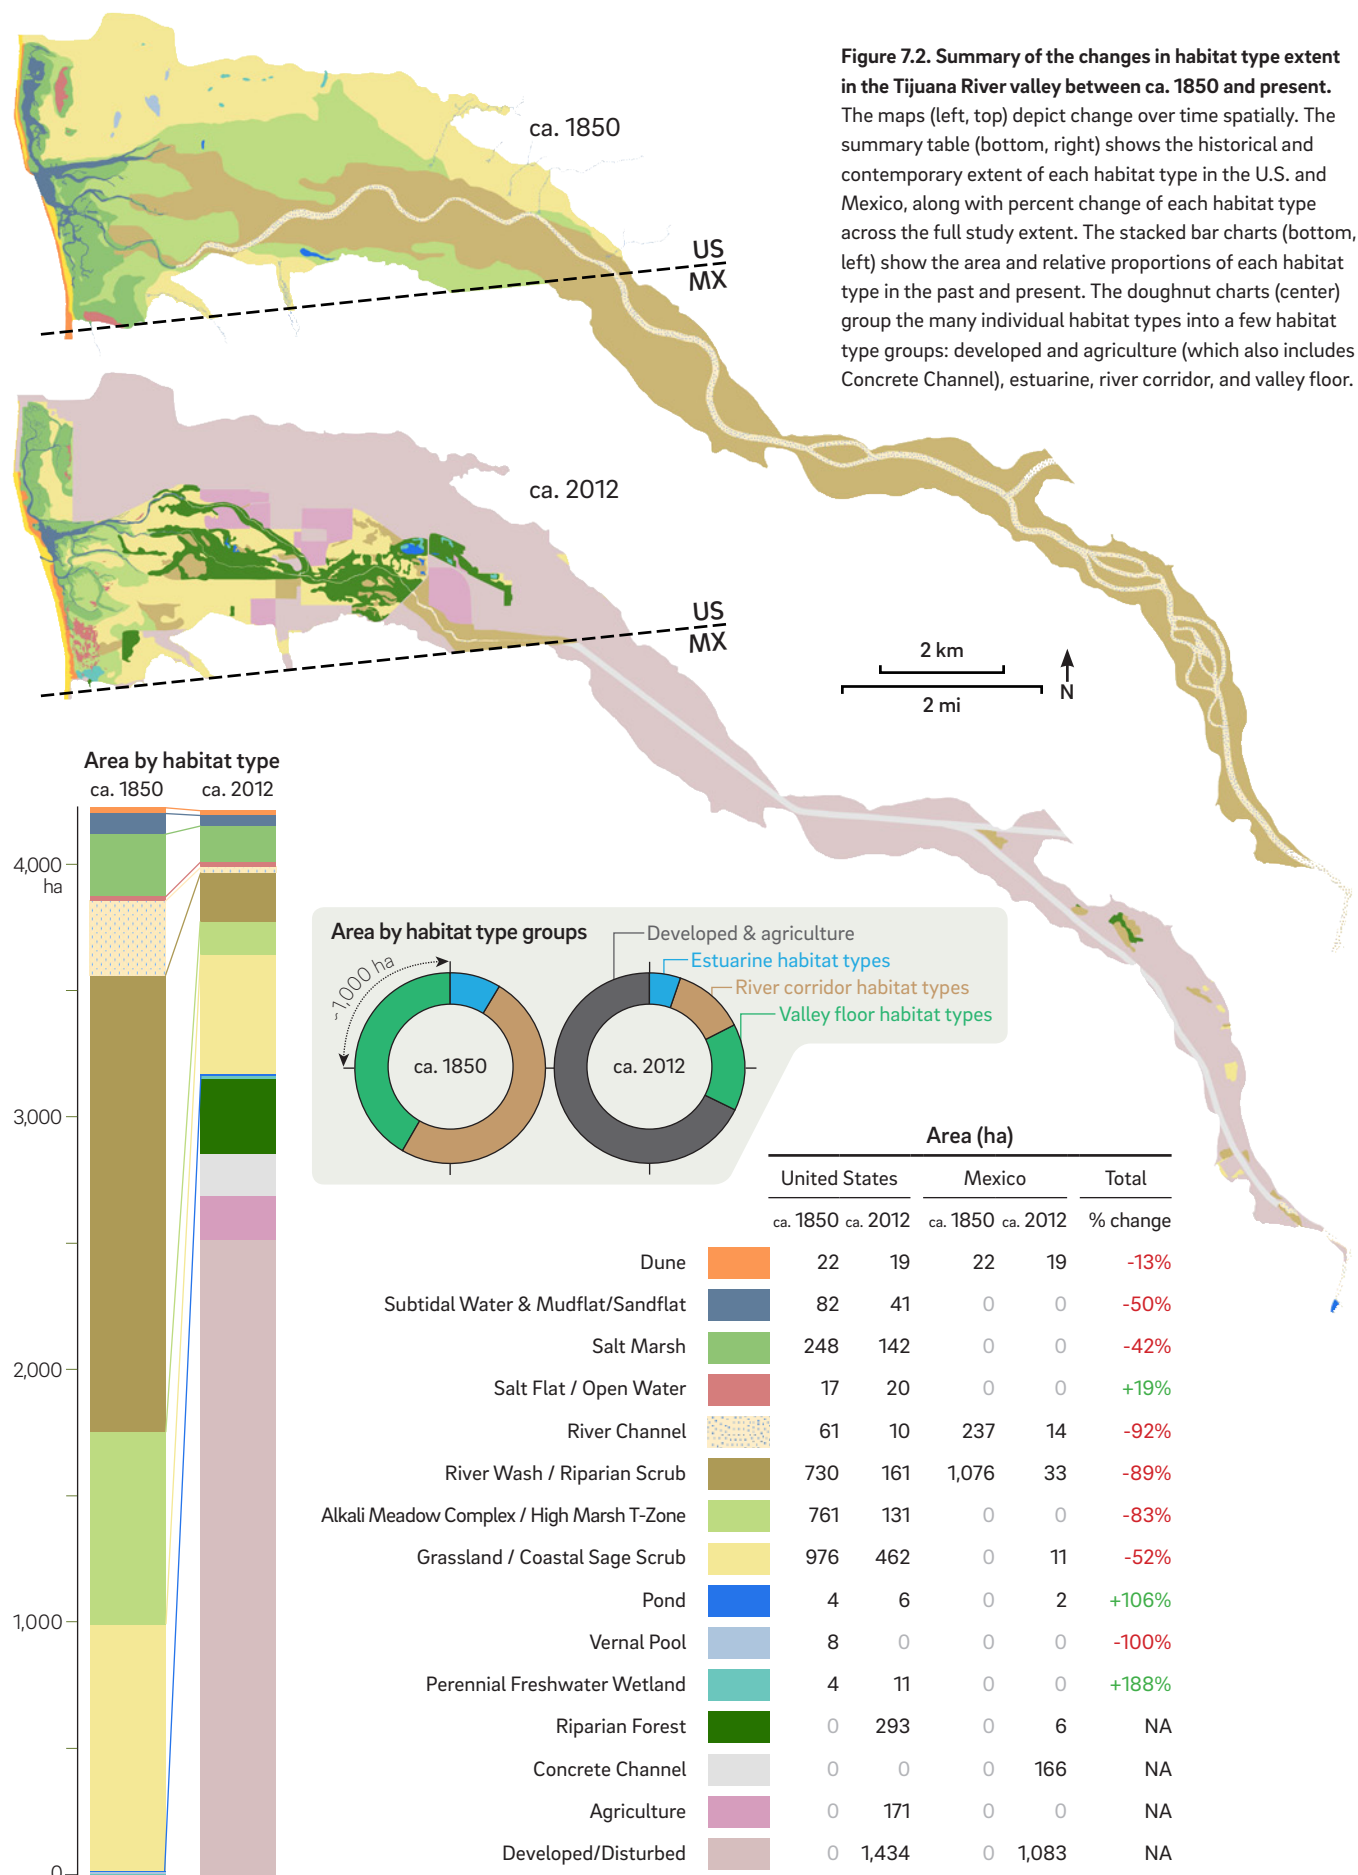 Figure 7.2. Summary of the changes in habitat type extent
in the Tijuana River valley between ca. 1850 and present.
The maps (left, top) depict change over time spatially. The
summary table (bottom, right) shows the historical and
contemporary extent of each habitat type in the U.S. and
Mexico, along with percent change of each habitat type
across the full study extent. The stacked bar charts (bottom,
left) show the area and relative proportions of each habitat
type in the past and present. The doughnut charts (center)
group the many individual habitat types into a few habitat
type groups: developed and agriculture (which also includes
Concrete Channel), estuarine, river corridor, and valley floor.
ca. 1850
US
MX
ca. 2012
US
MX
2 km
2 mi
N
Area by habitat type
ca. 1850 ca. 2012
4,000
ha
3,000
2,000
1,000
0
Area by habitat type groups
~1,000 ha
ca. 1850
ca. 2012
Developed & agriculture
Estuarine habitat types
River corridor habitat types
Valley floor habitat types
Area (ha)
United States Mexico Total
ca. 1850 ca. 2012 ca. 1850 ca. 2012 % change
Dune 22 19 22 19 -13%
Subtidal Water & Mudflat/Sandflat 82 41 0 0 -50%
Salt Marsh 248 142 0 0 -42%
Salt Flat / Open Water 17 20 0 0 +19%
River Channel 61 10 237 14 -92%
River Wash / Riparian Scrub 730 161 1,076 33 -89%
Alkali Meadow Complex / High Marsh T-Zone 761 131 0 0 -83%
Grassland / Coastal Sage Scrub 976 462 0 11 -52%
Pond 4 6 0 2 +106%
Vernal Pool 8 0 0 0 -100%
Perennial Freshwater Wetland 4 11 0 0 +188%
Riparian Forest 0 293 0 6 NA
Concrete Channel 0 0 0 166 NA
Agriculture 0 171 0 0 NA
Developed/Disturbed 0 1,434 0 1,083 NA